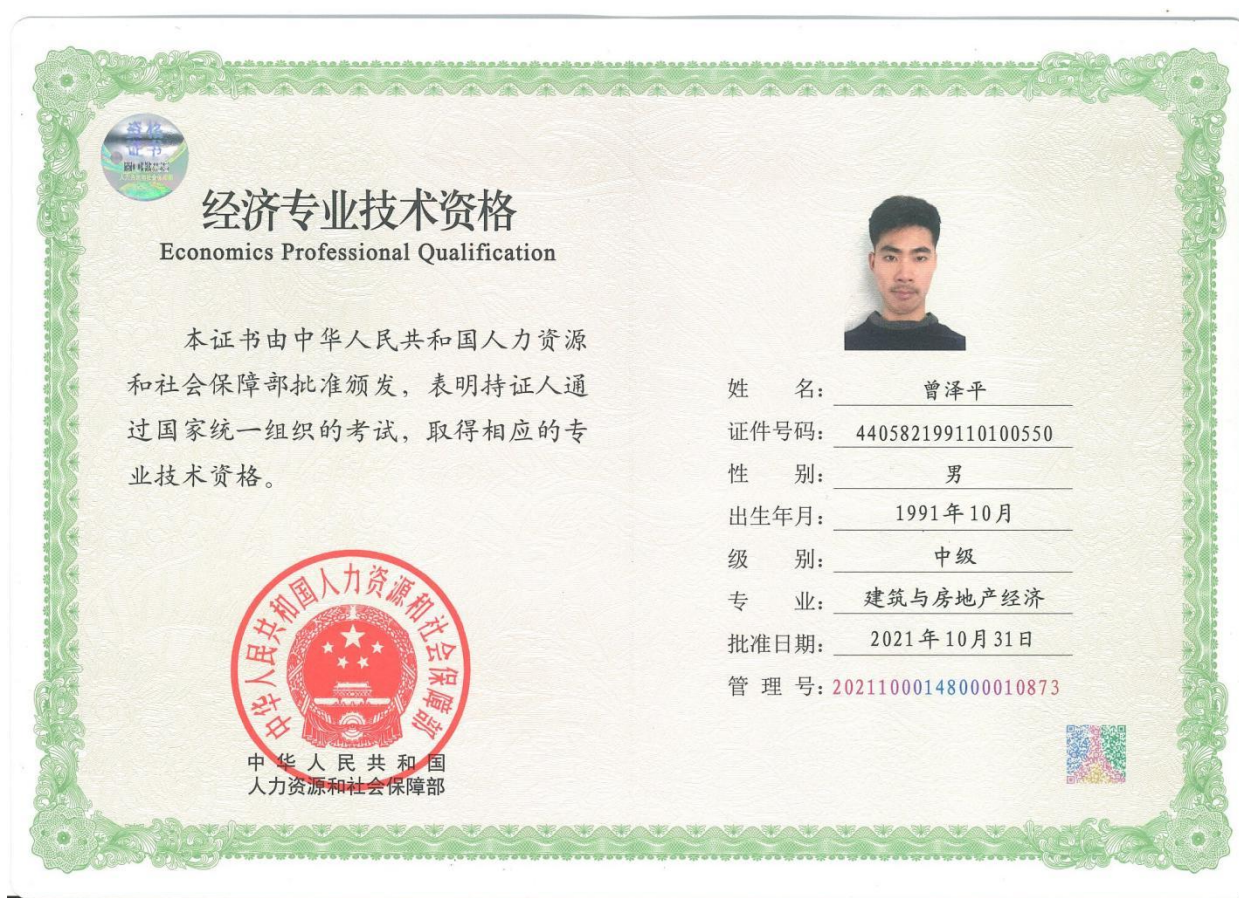 资格
证书
经济专业技术资格
Economics Professional Qualification
本证书由中华人民共和国人力资源
和社会保障部批准颁发，表明持证人通
过国家统一组织的考试，取得相应的专
业技术资格。
中华人民共和国人力资源和社会保障部
中华人民共和国
人力资源和社会保障部
姓 名： 曾泽平
证件号码： 440582199110100550
性 别： 男
出生年月： 1991年10月
级 别： 中级
专 业： 建筑与房地产经济
批准日期： 2021年10月31日
管 理 号： 20211000148000010873